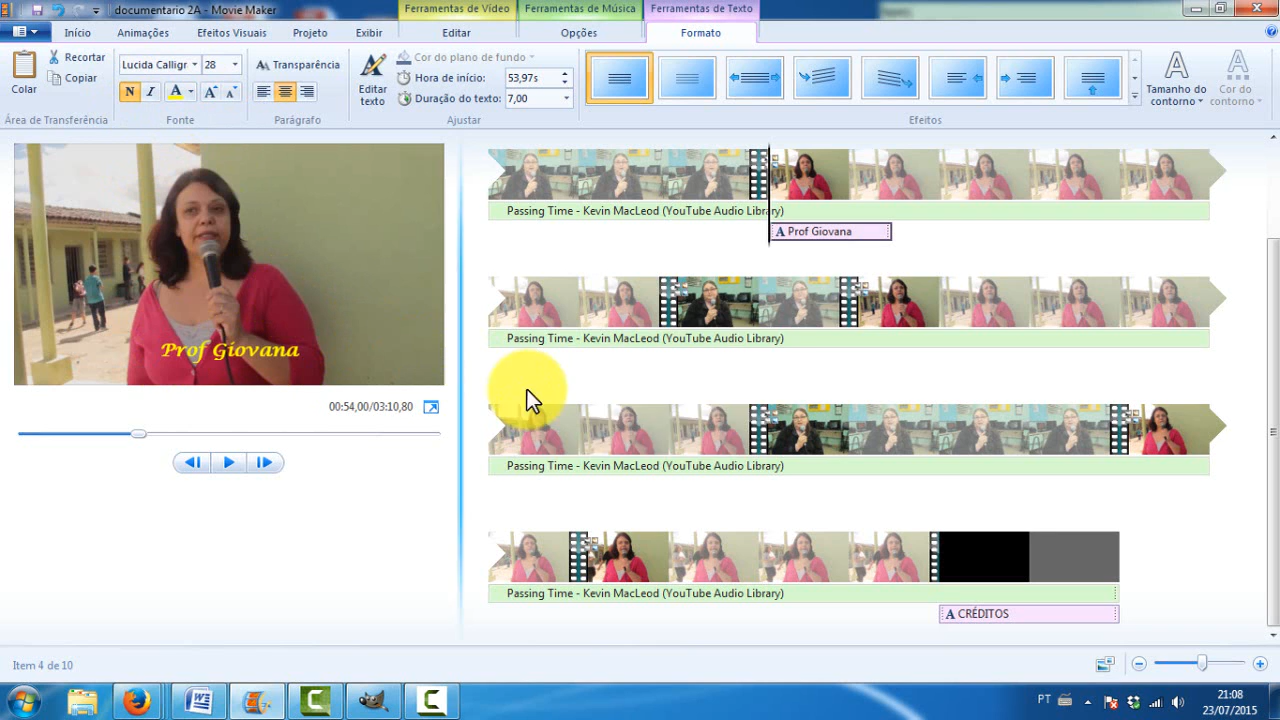 documentario 2A - Movie Maker
Ferramentas de Vídeo
Ferramentas de Música
Ferramentas de Texto
Início
Animações
Efeitos Visuais
Projeto
Exibir
Editar
Opções
Formato
Colar
Recortar
Copiar
Área de Transferência
Lucida Calligr
28
N
I
A
A
A
Fonte
Transparência
Parágrafo
Editar
texto
Cor do plano de fundo
Hora de início:
53,97s
Duração do texto:
7,00
Ajustar
Efeitos
Tamanho do
contorno
Cor do
contorno
Prof Giovana
00:54,00/03:10,80
Passing Time - Kevin MacLeod (YouTube Audio Library)
A Prof Giovana
Passing Time - Kevin MacLeod (YouTube Audio Library)
Passing Time - Kevin MacLeod (YouTube Audio Library)
Passing Time - Kevin MacLeod (YouTube Audio Library)
A CRÉDITOS
Item 4 de 10
PT
21:08
23/07/2015